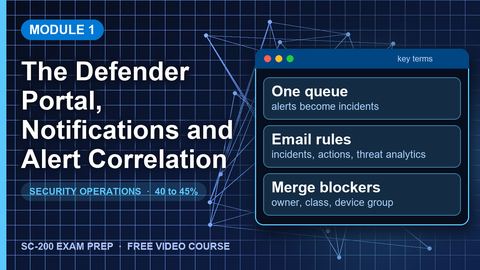 MODULE 1
The Defender
Portal,
Notifications and
Alert Correlation
SECURITY OPERATIONS · 40 to 45%
SC-200 EXAM PREP · FREE VIDEO COURSE
key terms
One queue
alerts become incidents
Email rules
incidents, actions, threat analytics
Merge blockers
owner, class, device group